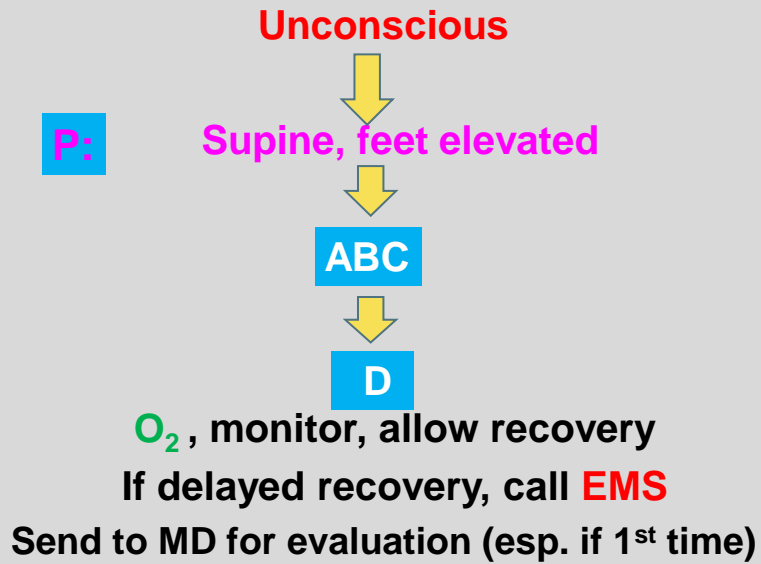 Unconscious
P: Supine, feet elevated
ABC
D
O₂ , monitor, allow recovery
If delayed recovery, call EMS
Send to MD for evaluation (esp. if 1ˢᵗ time)